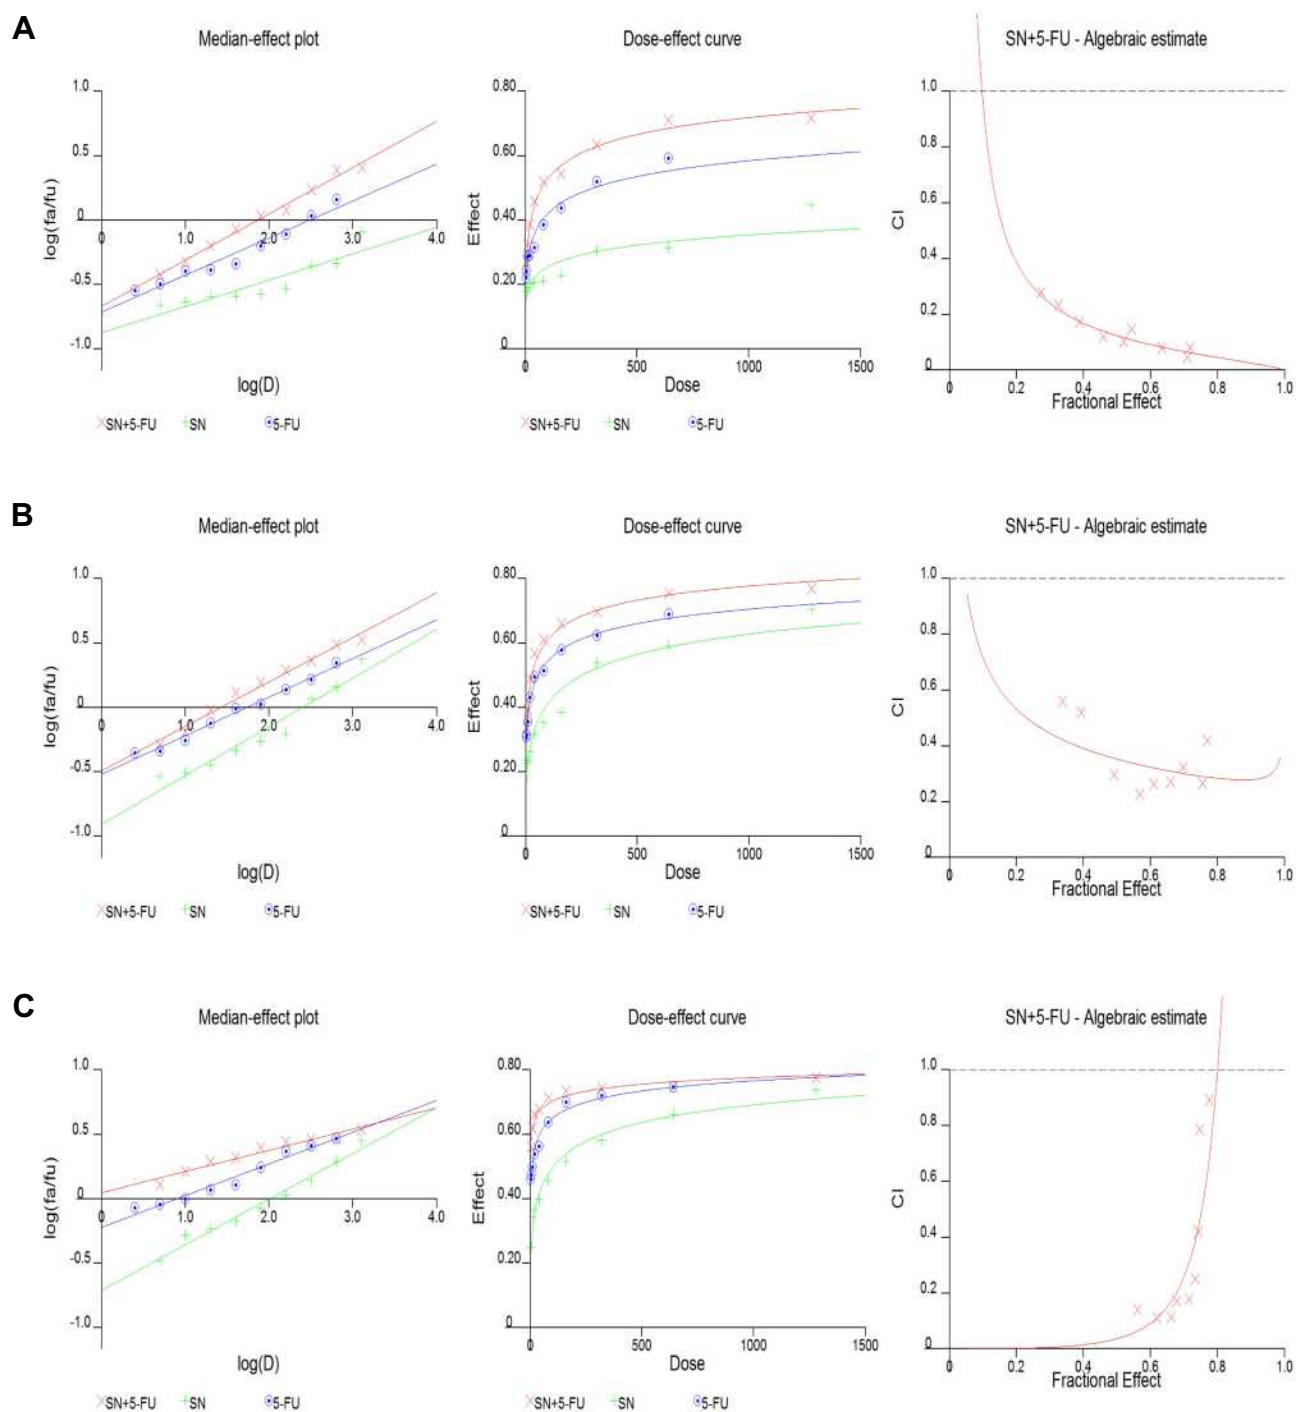 A
Median-effect plot
Dose-effect curve
SN+5-FU - Algebraic estimate
1.0
0.5
0
-0.5
-1.0
log(fa/fu)
0 1.0 2.0 3.0 4.0
log(D)
SN+5-FU SN 5-FU
0.80
0.60
0.40
0.20
0
Effect
0 500 1000 1500
Dose
SN+5-FU SN 5-FU
1.0
0.8
0.6
0.4
0.2
0
CI
0 0.2 0.4 0.6 0.8 1.0
Fractional Effect
B
Median-effect plot
Dose-effect curve
SN+5-FU - Algebraic estimate
1.0
0.5
0
-0.5
-1.0
log(fa/fu)
0 1.0 2.0 3.0 4.0
log(D)
SN+5-FU SN 5-FU
0.80
0.60
0.40
0.20
0
Effect
0 500 1000 1500
Dose
SN+5-FU SN 5-FU
1.0
0.8
0.6
0.4
0.2
0
CI
0 0.2 0.4 0.6 0.8 1.0
Fractional Effect
C
Median-effect plot
Dose-effect curve
SN+5-FU - Algebraic estimate
1.0
0.5
0
-0.5
-1.0
log(fa/fu)
0 1.0 2.0 3.0 4.0
log(D)
SN+5-FU SN 5-FU
0.80
0.60
0.40
0.20
0
Effect
0 500 1000 1500
Dose
SN+5-FU SN 5-FU
1.0
0.8
0.6
0.4
0.2
0
CI
0 0.2 0.4 0.6 0.8 1.0
Fractional Effect